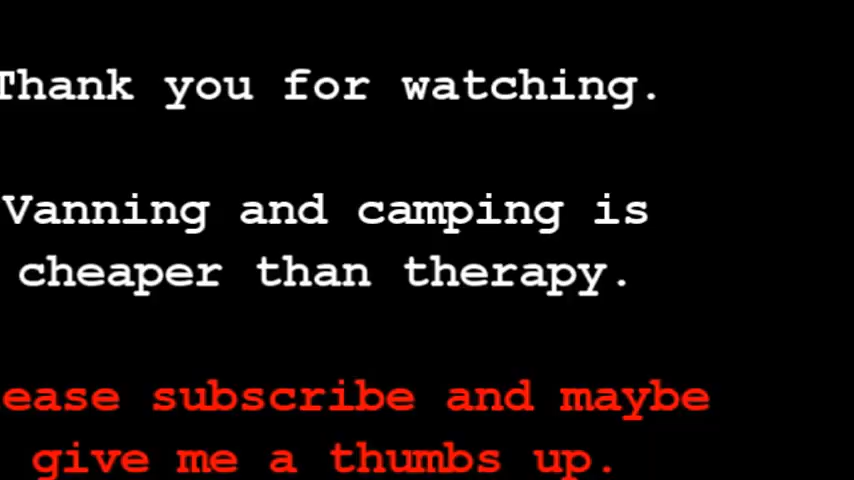 Thank you for watching.
Vanning and camping is
cheaper than therapy.
ease subscribe and maybe
give me a thumbs up.